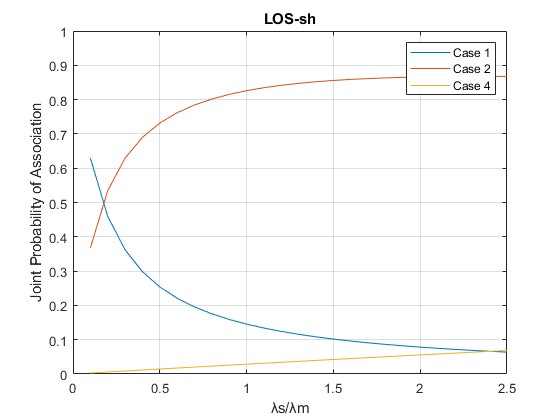 LOS-sh
Joint Probability of Association
1
0.9
0.8
0.7
0.6
0.5
0.4
0.3
0.2
0.1
0
Case 1
Case 2
Case 4
0 0.5 1 1.5 2 2.5
λs/λm